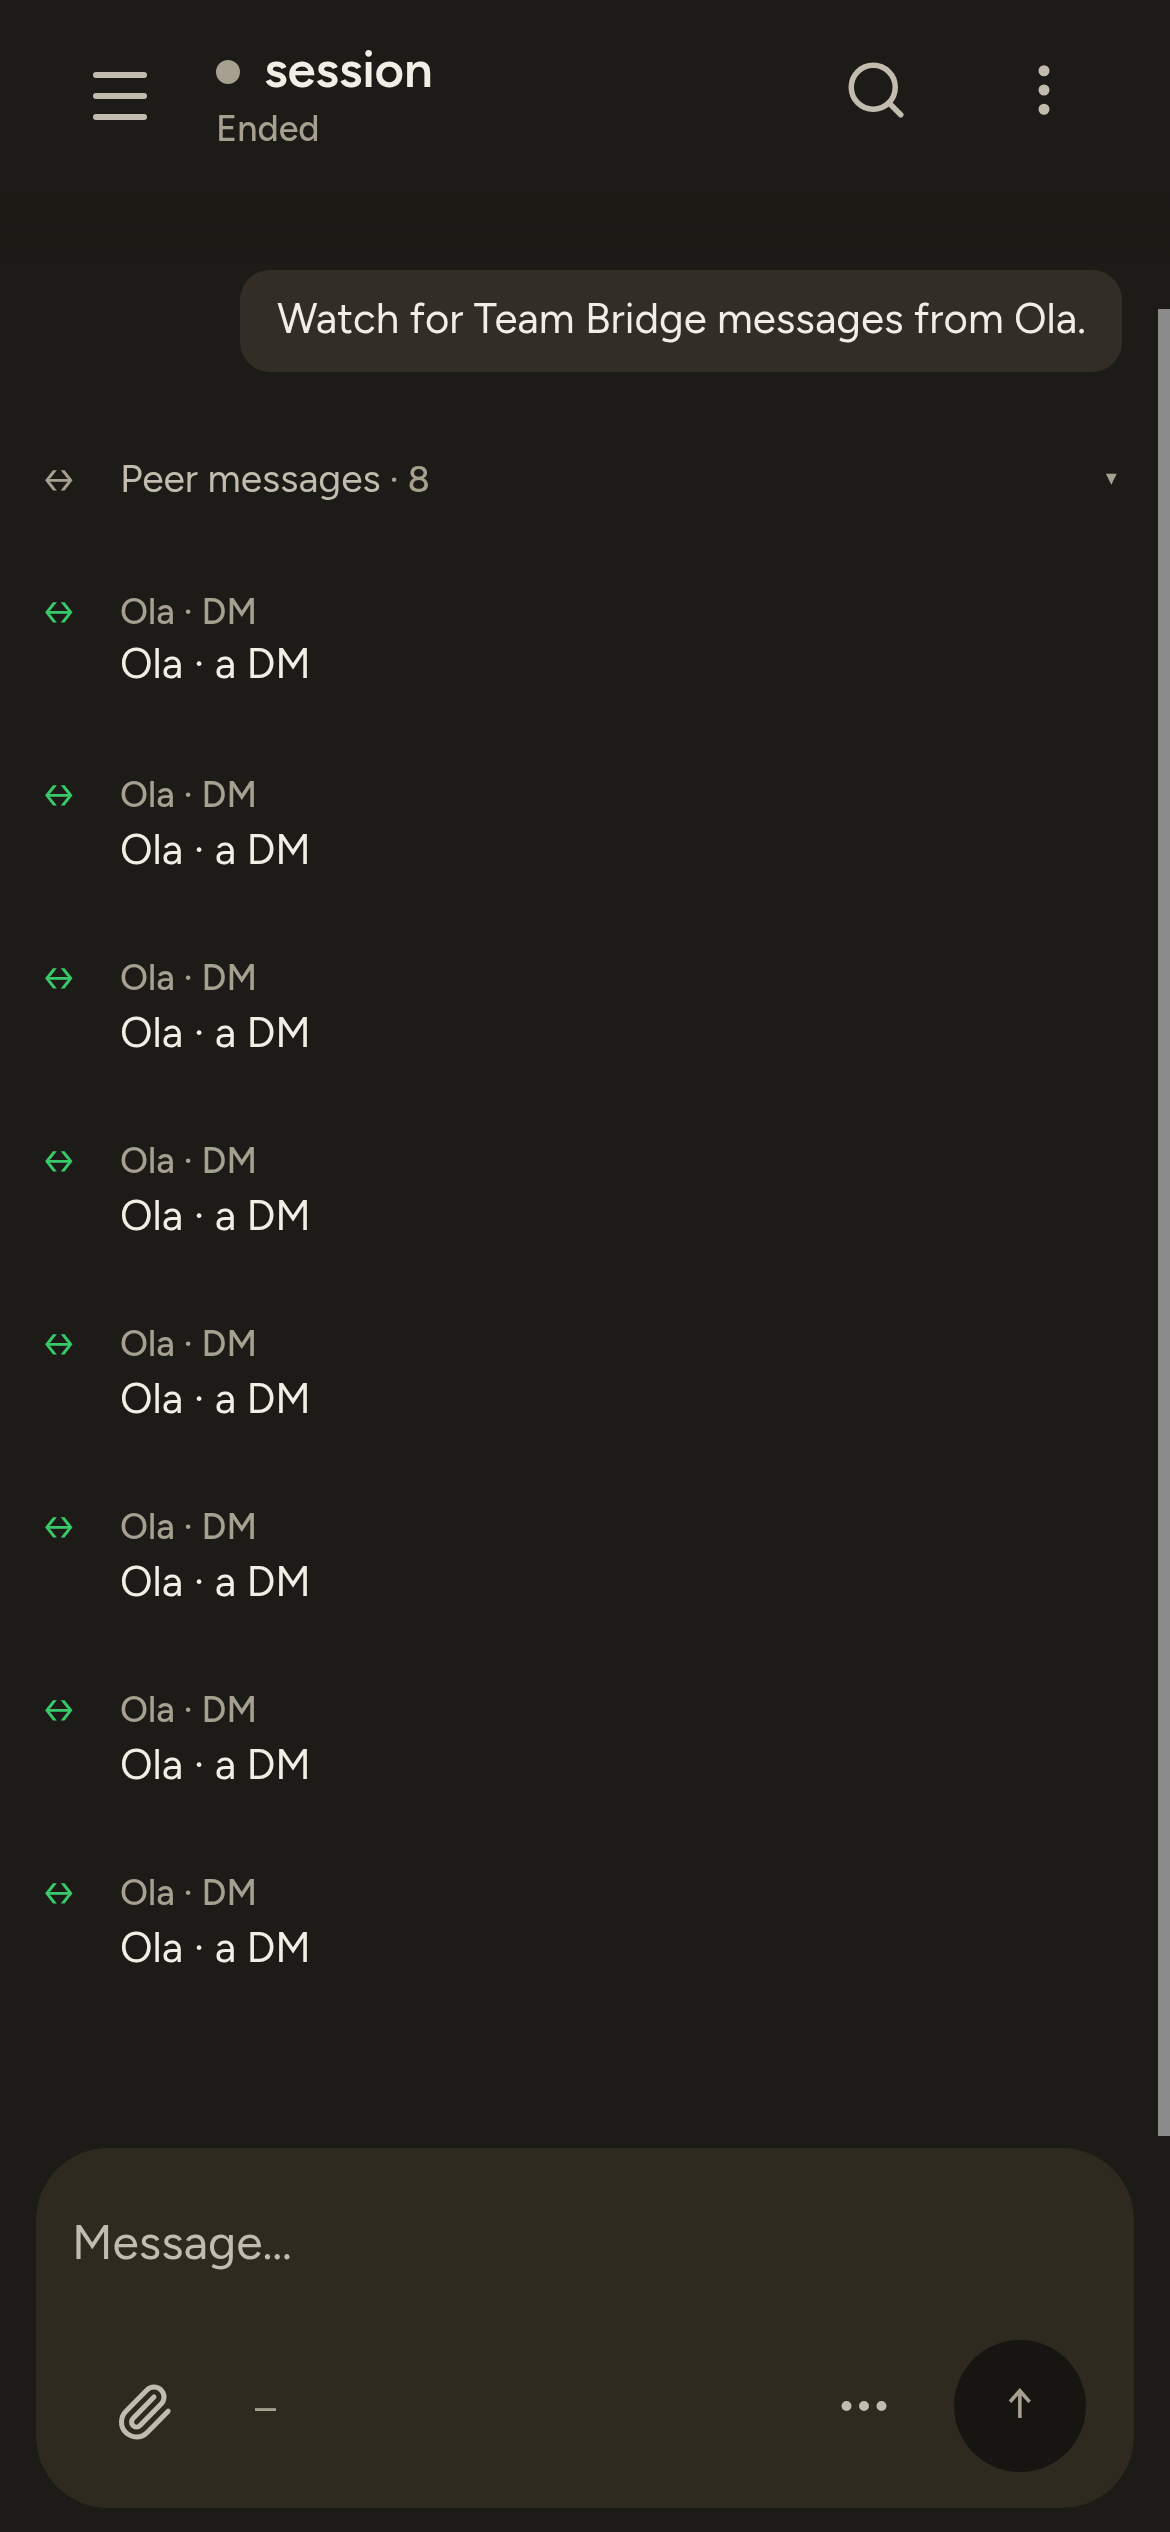 session
Ended
Watch for Team Bridge messages from Ola.
Peer messages · 8
Ola · DM
Ola · a DM
Ola · DM
Ola · a DM
Ola · DM
Ola · a DM
Ola · DM
Ola · a DM
Ola · DM
Ola · a DM
Ola · DM
Ola · a DM
Ola · DM
Ola · a DM
Ola · DM
Ola · a DM
Message...
–